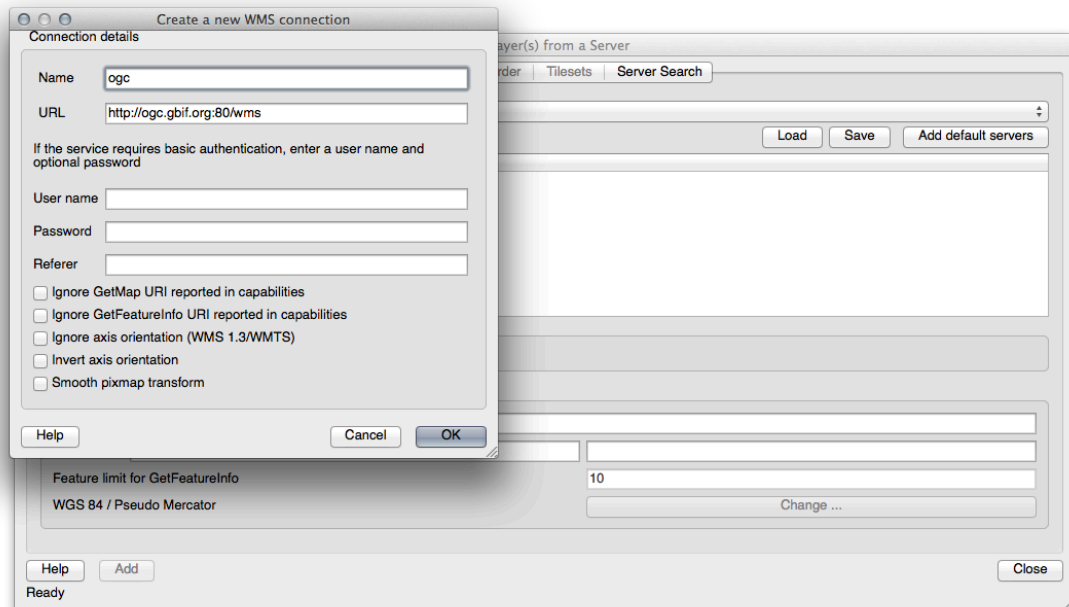 Create a new WMS connection
Connection details
Name ogc
URL http://ogc.gbif.org:80/wms
If the service requires basic authentication, enter a user name and
optional password
User name
Password
Referer
Ignore GetMap URI reported in capabilities
Ignore GetFeatureInfo URI reported in capabilities
Ignore axis orientation (WMS 1.3/WMTS)
Invert axis orientation
Smooth pixmap transform
Help Cancel OK
from a Server
Tilesets Server Search
Load Save Add default servers
Feature limit for GetFeatureInfo 10
WGS 84 / Pseudo Mercator Change ...
Help Add Close
Ready